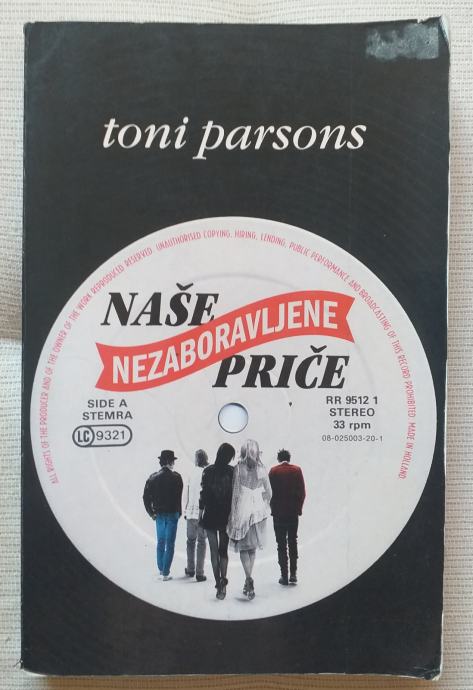 toni parsons
ALL RIGHTS OF THE PRODUCER AND OF THE OWNER OF THE WORK REPRODUCED RESERVED. UNAUTHORISED COPYING, HIRING, LENDING, PUBLIC PERFORMANCE AND BROADCASTING OF THIS RECORD PROHIBITED MADE IN HOLLAND
NAŠE
NEZABORAVLJENE
PRIČE
SIDE A
STEMRA
LC 9321
RR 9512 1
STEREO
33 rpm
08-025003-20-1